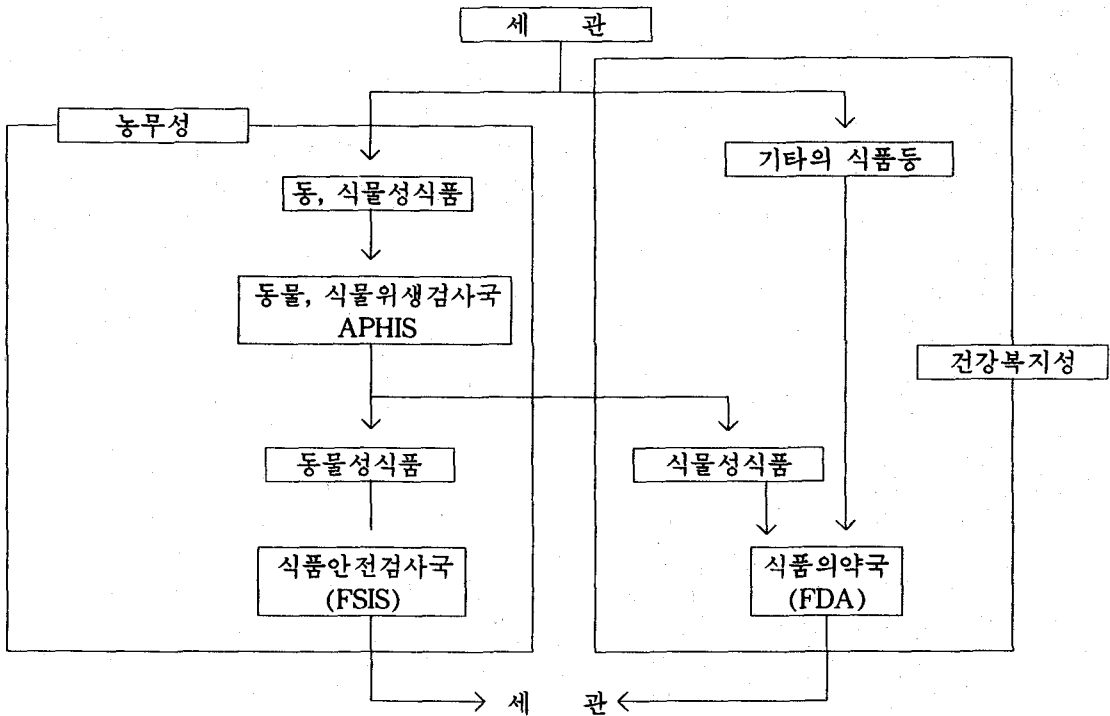 세 관
농무성
기타의 식품등
동, 식물성식품
동물, 식물위생검사국
APHIS
건강복지성
동물성식품
식물성식품
식품안전검사국
(FSIS)
식품의약국
(FDA)
세 관